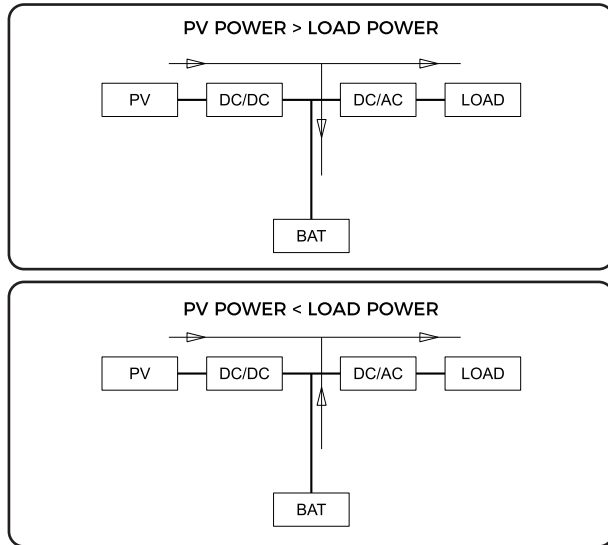 PV POWER > LOAD POWER
PV DC/DC DC/AC LOAD
BAT
PV POWER < LOAD POWER
PV DC/DC DC/AC LOAD
BAT